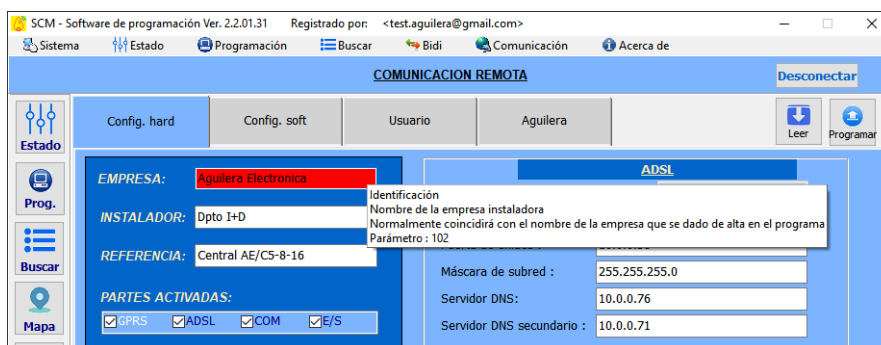 SCM - Software de programación Ver. 2.2.01.31 Registrado por: <test.aguilera@gmail.com>
Sistema Estado Programación Buscar Bidi Comunicación Acerca de
COMUNICACION REMOTA
Desconectar
Config. hard Config. soft Usuario Aguilera
Leer Programar
Estado
Prog.
Buscar
Mapa
EMPRESA: Aguilera Electronica
INSTALADOR: Dpto I+D
REFERENCIA: Central AE/C5-8-16
PARTES ACTIVADAS:
GPRS ADSL COM E/S
ADSL
Identificación
Nombre de la empresa instaladora
Normalmente coincidirá con el nombre de la empresa que se dado de alta en el programa
Parámetro : 102
Máscara de subred : 255.255.255.0
Servidor DNS: 10.0.0.76
Servidor DNS secundario : 10.0.0.71